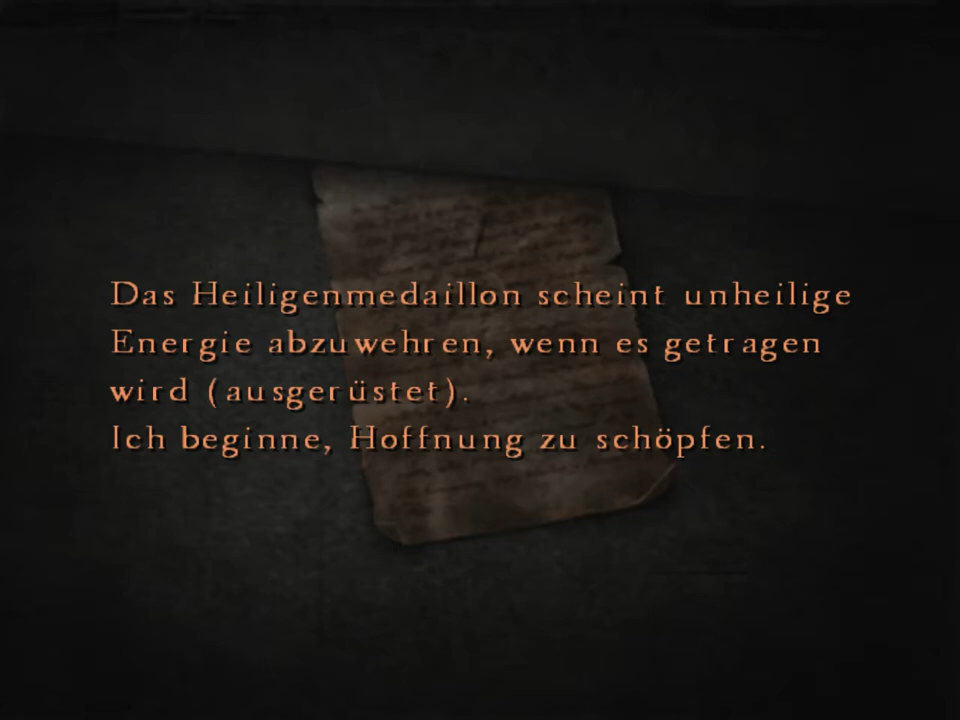 Das Heiligenmedaillon scheint unheilige
Energie abzuwehren, wenn es getragen
wird (ausgerüstet).
Ich beginne, Hoffnung zu schöpfen.